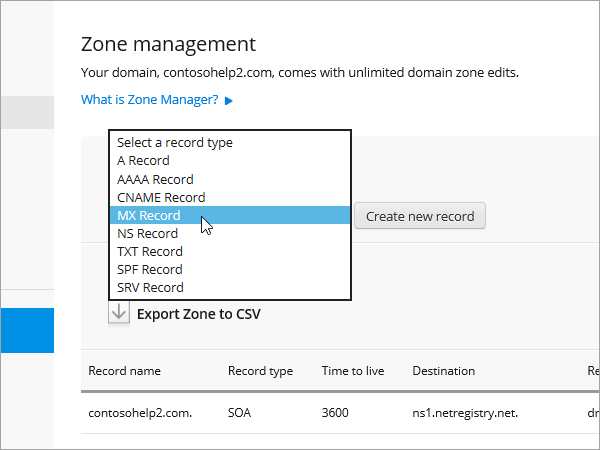 Zone management
Your domain, contosohelp2.com, comes with unlimited domain zone edits.
What is Zone Manager?
Select a record type
A Record
AAAA Record
CNAME Record
MX Record
Create new record
NS Record
TXT Record
SPF Record
SRV Record
Export Zone to CSV
Record name Record type Time to live Destination Re
contosohelp2.com. SOA 3600 ns1.netregistry.net. dr